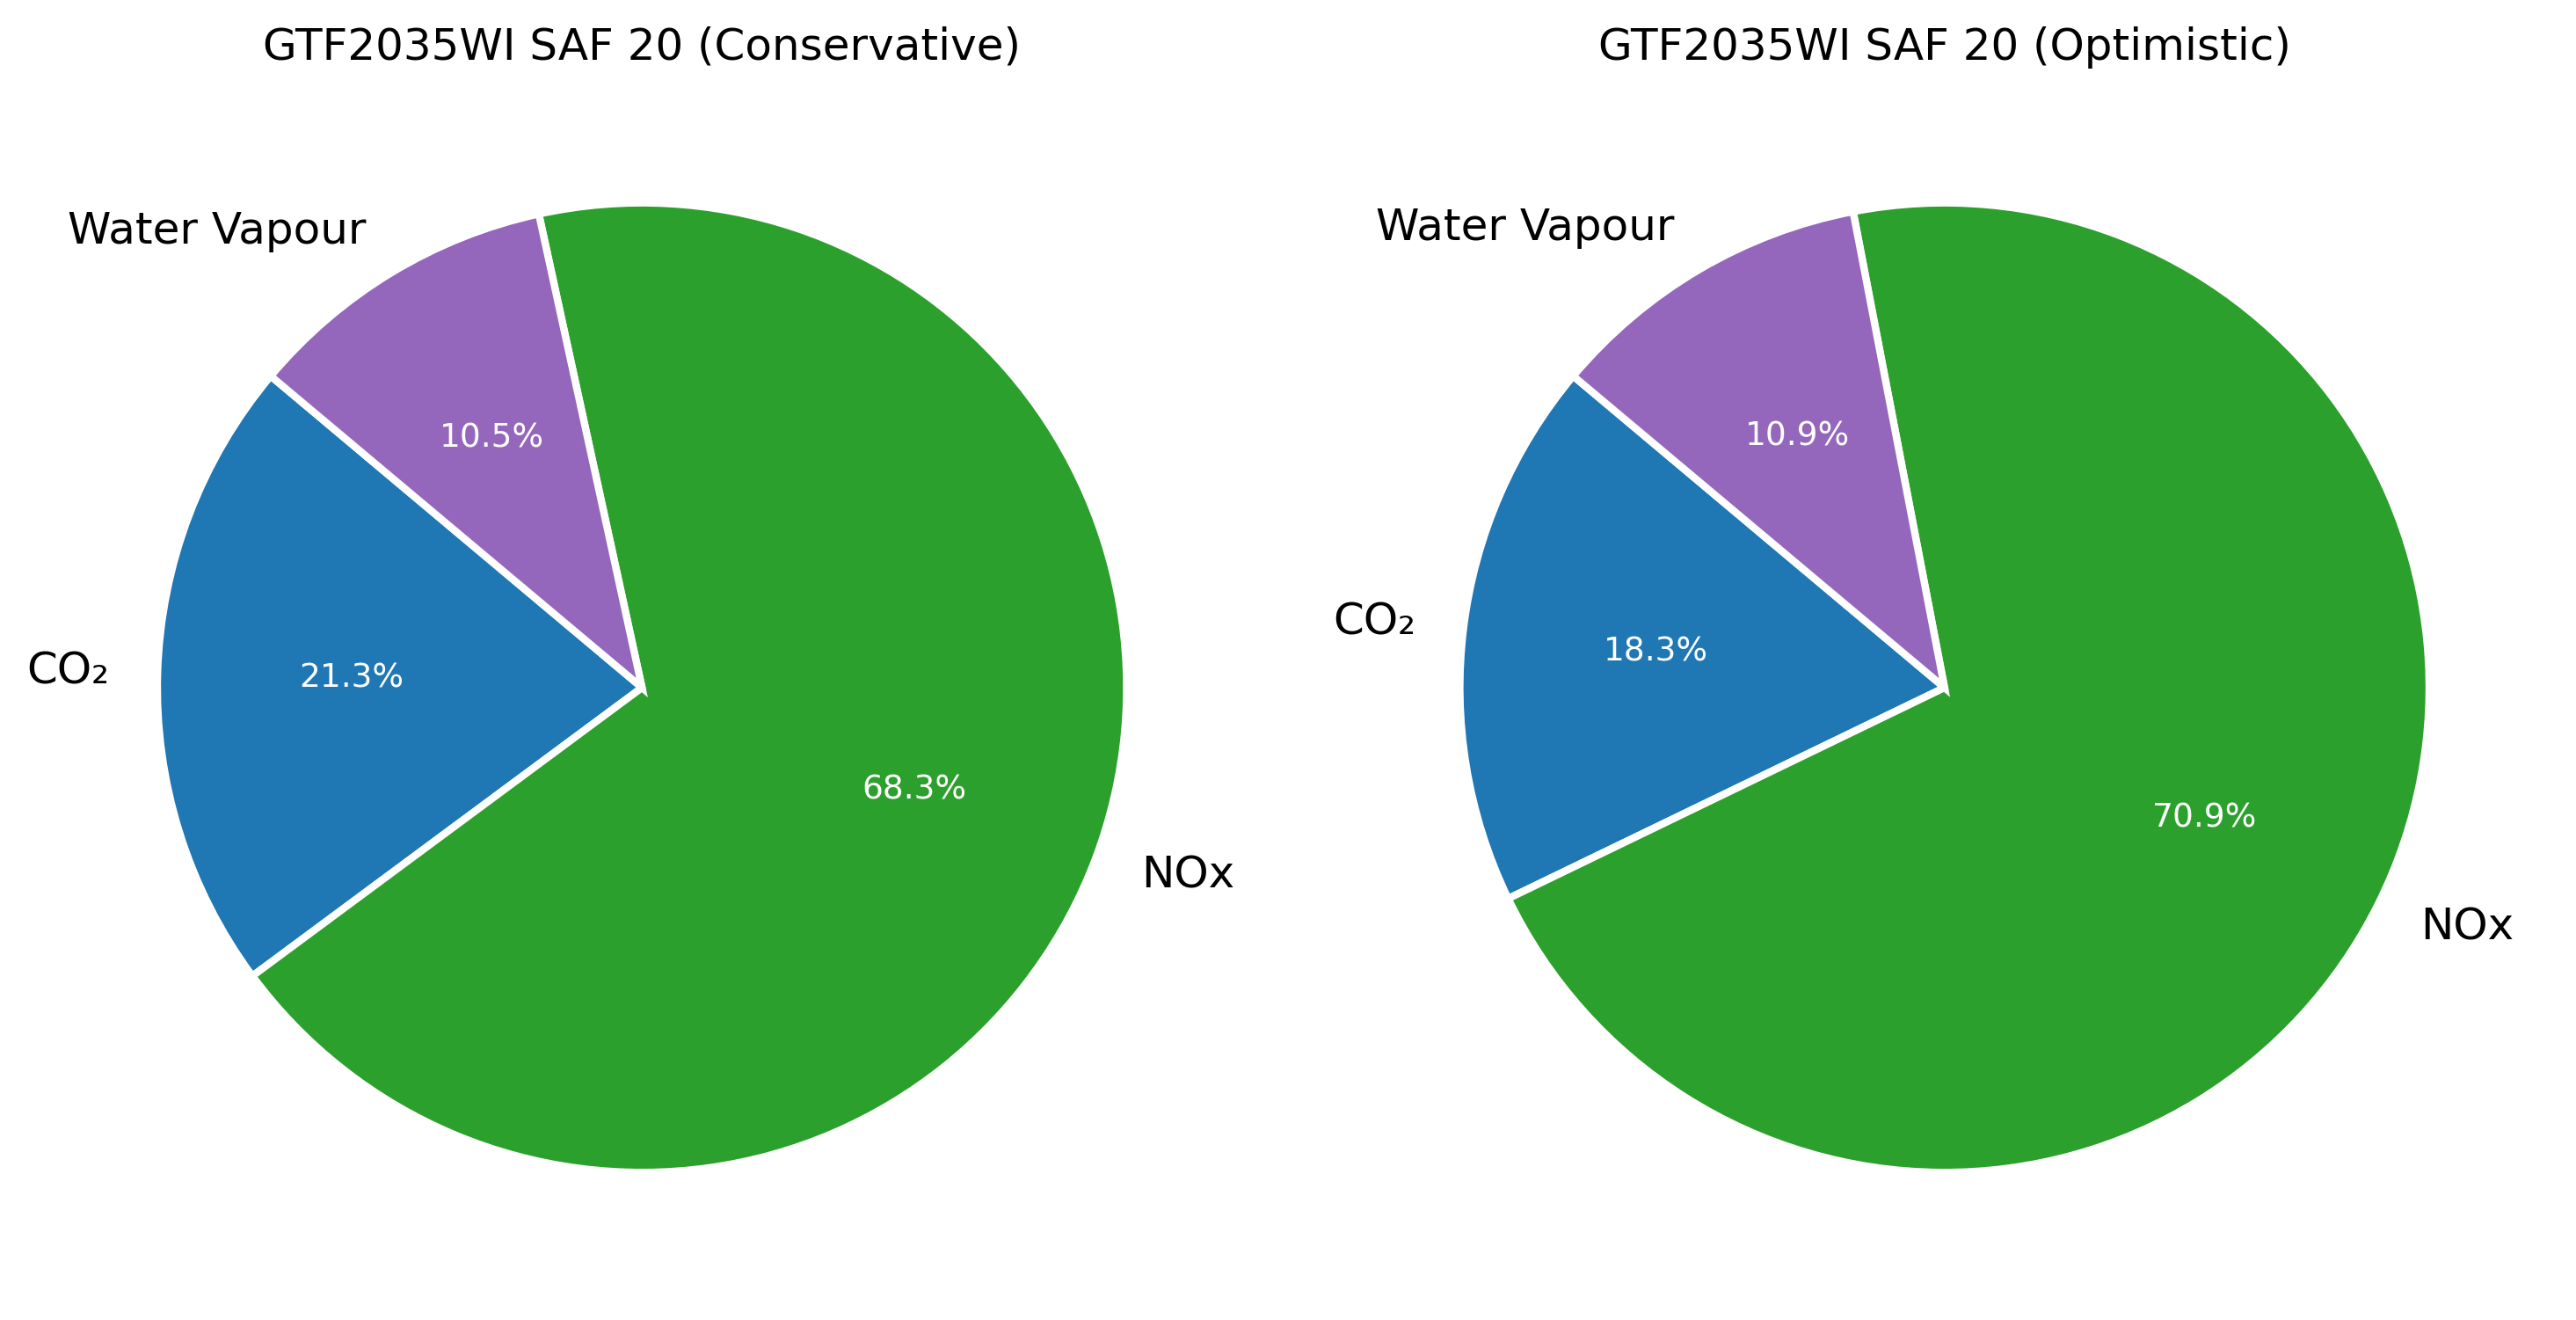 GTF2035WI SAF 20 (Conservative)
Water Vapour
10.5%
CO₂
21.3%
68.3%
NOx
GTF2035WI SAF 20 (Optimistic)
Water Vapour
10.9%
CO₂
18.3%
70.9%
NOx